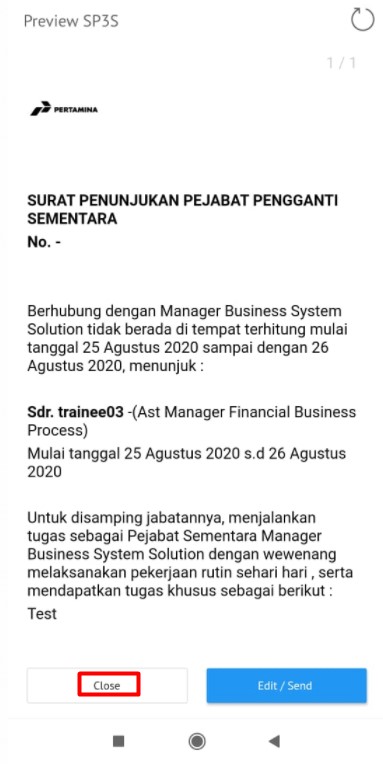 Preview SP3S
1 / 1
PERTAMINA
SURAT PENUNJUKAN PEJABAT PENGGANTI
SEMENTARA
No. -
Berhubung dengan Manager Business System
Solution tidak berada di tempat terhitung mulai
tanggal 25 Agustus 2020 sampai dengan 26
Agustus 2020, menunjuk :
Sdr. trainee03 -(Ast Manager Financial Business
Process)
Mulai tanggal 25 Agustus 2020 s.d 26 Agustus
2020
Untuk disamping jabatannya, menjalankan
tugas sebagai Pejabat Sementara Manager
Business System Solution dengan wewenang
melaksanakan pekerjaan rutin sehari hari , serta
mendapatkan tugas khusus sebagai berikut :
Test
Close
Edit / Send